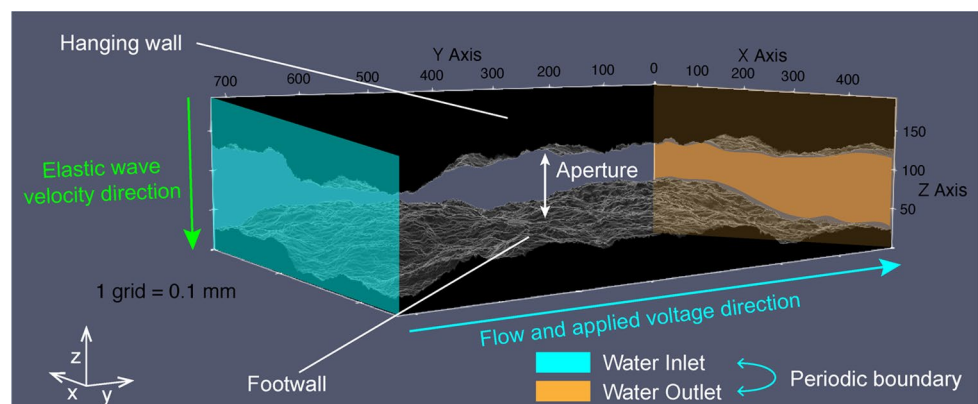 Hanging wall
Y Axis
X Axis
700 600 500 400 300 200 100 0 100 200 300 400
150
100
Z Axis
50
Elastic wave
velocity direction
Aperture
1 grid = 0.1 mm
Flow and applied voltage direction
z
x y
Footwall
Water Inlet
Water Outlet
Periodic boundary